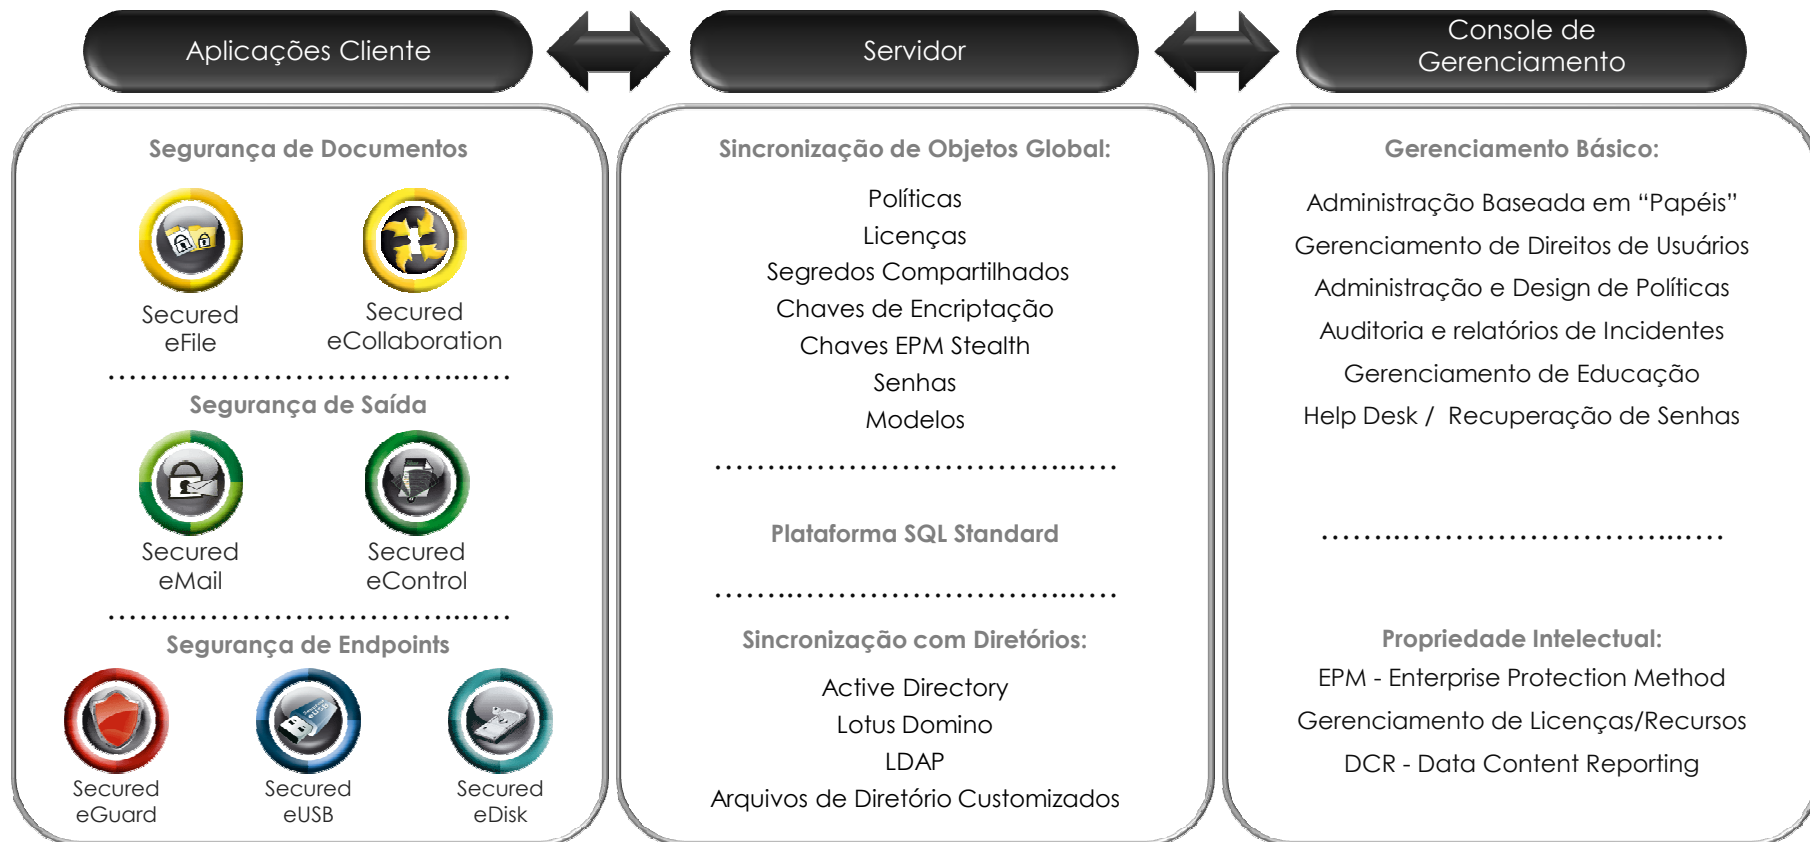 Aplicações Cliente
Servidor
Console de
Gerenciamento
Segurança de Documentos
Secured
eFile
Secured
eCollaboration
Segurança de Saída
Secured
eMail
Secured
eControl
Segurança de Endpoints
Secured
eGuard
Secured
eUSB
Secured
eDisk
Sincronização de Objetos Global:
Políticas
Licenças
Segredos Compartilhados
Chaves de Encriptação
Chaves EPM Stealth
Senhas
Modelos
Plataforma SQL Standard
Sincronização com Diretórios:
Active Directory
Lotus Domino
LDAP
Arquivos de Diretório Customizados
Gerenciamento Básico:
Administração Baseada em “Papéis”
Gerenciamento de Direitos de Usuários
Administração e Design de Políticas
Auditoria e relatórios de Incidentes
Gerenciamento de Educação
Help Desk / Recuperação de Senhas
Propriedade Intelectual:
EPM - Enterprise Protection Method
Gerenciamento de Licenças/Recursos
DCR - Data Content Reporting